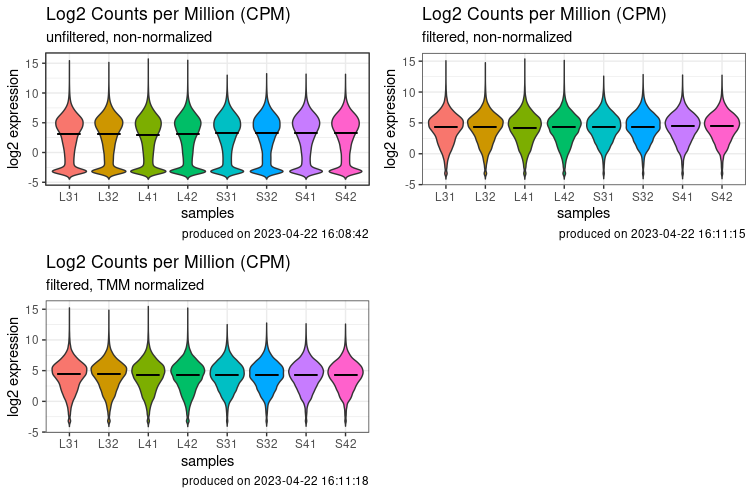 Log2 Counts per Million (CPM)
unfiltered, non-normalized
log2 expression
15
10
5
0
-5
L31 L32 L41 L42 S31 S32 S41 S42
samples
produced on 2023-04-22 16:08:42
Log2 Counts per Million (CPM)
filtered, non-normalized
log2 expression
15
10
5
0
-5
L31 L32 L41 L42 S31 S32 S41 S42
samples
produced on 2023-04-22 16:11:15
Log2 Counts per Million (CPM)
filtered, TMM normalized
log2 expression
15
10
5
0
-5
L31 L32 L41 L42 S31 S32 S41 S42
samples
produced on 2023-04-22 16:11:18